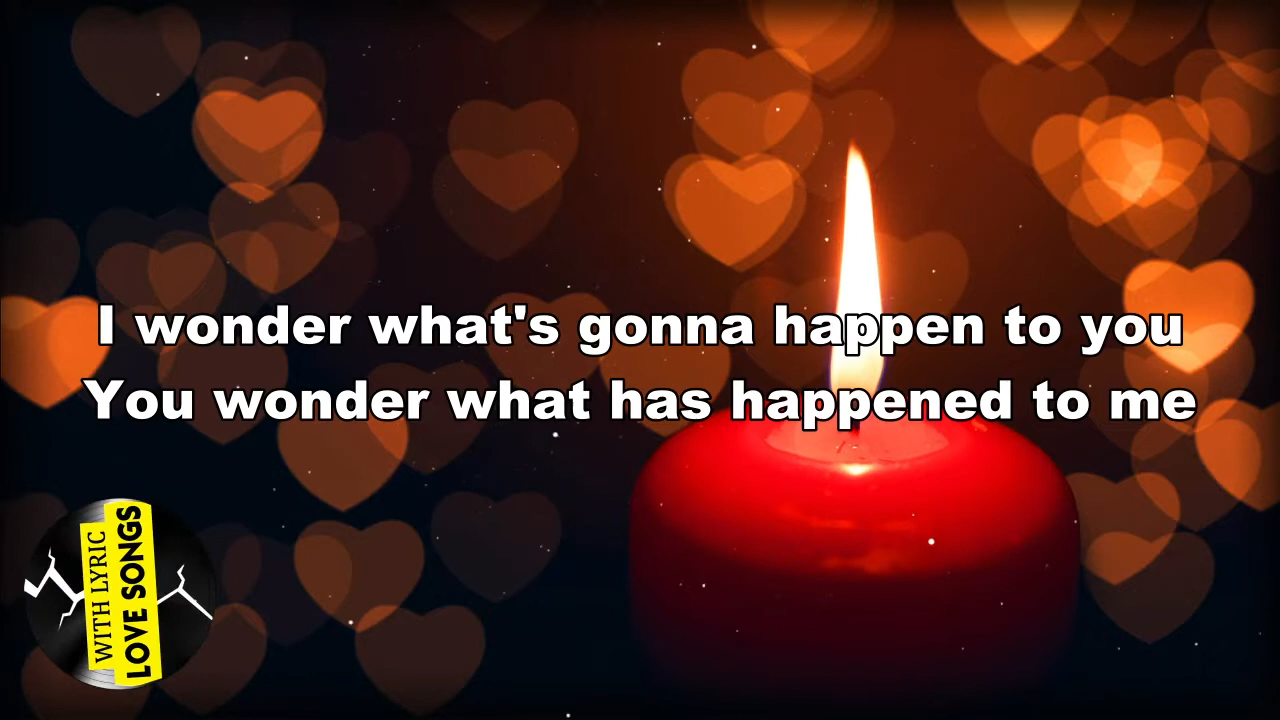 I wonder what's gonna happen to you
You wonder what has happened to me
WITH LYRIC
LOVE SONGS